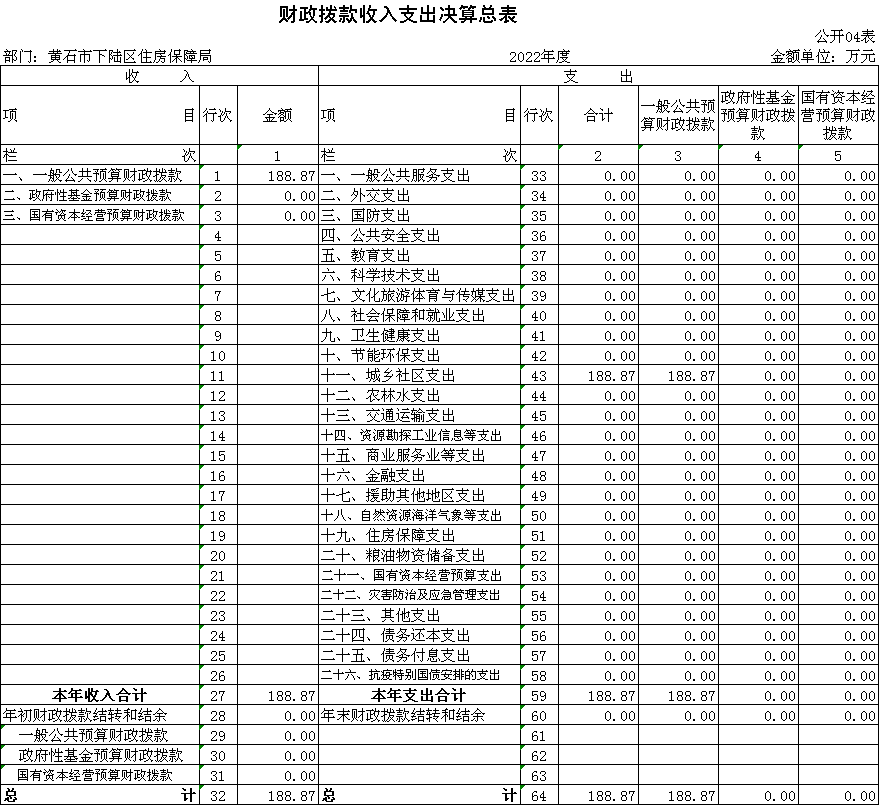 财政拨款收入支出决算总表
公开04表
部门：黄石市下陆区住房保障局 2022年度 金额单位：万元
收 入 支 出
项 目 行次 金额 项 目 行次 合计 一般公共预算财政拨款 政府性基金预算财政拨款 国有资本经营预算财政拨款
栏 次 1 栏 次 2 3 4 5
一、一般公共预算财政拨款 1 188.87 一、一般公共服务支出 33 0.00 0.00 0.00 0.00
二、政府性基金预算财政拨款 2 0.00 二、外交支出 34 0.00 0.00 0.00 0.00
三、国有资本经营预算财政拨款 3 0.00 三、国防支出 35 0.00 0.00 0.00 0.00
4 四、公共安全支出 36 0.00 0.00 0.00 0.00
5 五、教育支出 37 0.00 0.00 0.00 0.00
6 六、科学技术支出 38 0.00 0.00 0.00 0.00
7 七、文化旅游体育与传媒支出 39 0.00 0.00 0.00 0.00
8 八、社会保障和就业支出 40 0.00 0.00 0.00 0.00
9 九、卫生健康支出 41 0.00 0.00 0.00 0.00
10 十、节能环保支出 42 0.00 0.00 0.00 0.00
11 十一、城乡社区支出 43 188.87 188.87 0.00 0.00
12 十二、农林水支出 44 0.00 0.00 0.00 0.00
13 十三、交通运输支出 45 0.00 0.00 0.00 0.00
14 十四、资源勘探工业信息等支出 46 0.00 0.00 0.00 0.00
15 十五、商业服务业等支出 47 0.00 0.00 0.00 0.00
16 十六、金融支出 48 0.00 0.00 0.00 0.00
17 十七、援助其他地区支出 49 0.00 0.00 0.00 0.00
18 十八、自然资源海洋气象等支出 50 0.00 0.00 0.00 0.00
19 十九、住房保障支出 51 0.00 0.00 0.00 0.00
20 二十、粮油物资储备支出 52 0.00 0.00 0.00 0.00
21 二十一、国有资本经营预算支出 53 0.00 0.00 0.00 0.00
22 二十二、灾害防治及应急管理支出 54 0.00 0.00 0.00 0.00
23 二十三、其他支出 55 0.00 0.00 0.00 0.00
24 二十四、债务还本支出 56 0.00 0.00 0.00 0.00
25 二十五、债务付息支出 57 0.00 0.00 0.00 0.00
26 二十六、抗疫特别国债安排的支出 58 0.00 0.00 0.00 0.00
本年收入合计 27 188.87 本年支出合计 59 188.87 188.87 0.00 0.00
年初财政拨款结转和结余 28 0.00 年末财政拨款结转和结余 60 0.00 0.00 0.00 0.00
一般公共预算财政拨款 29 0.00 61
政府性基金预算财政拨款 30 0.00 62
国有资本经营预算财政拨款 31 0.00 63
总 计 32 188.87 总 计 64 188.87 188.87 0.00 0.00